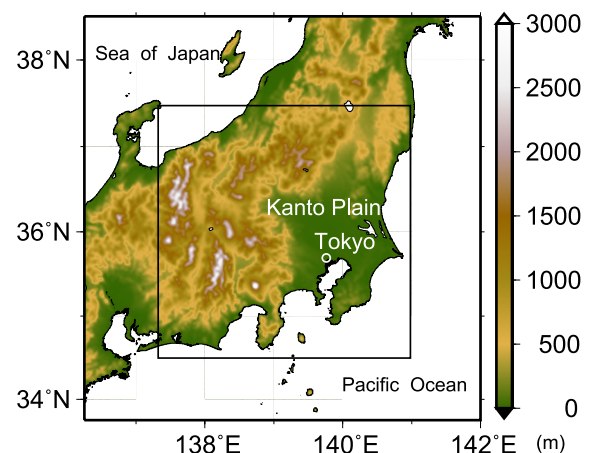 Sea of Japan
Kanto Plain
Tokyo
Pacific Ocean
38°N
36°N
34°N
138°E
140°E
142°E
3000
2500
2000
1500
1000
500
0
(m)